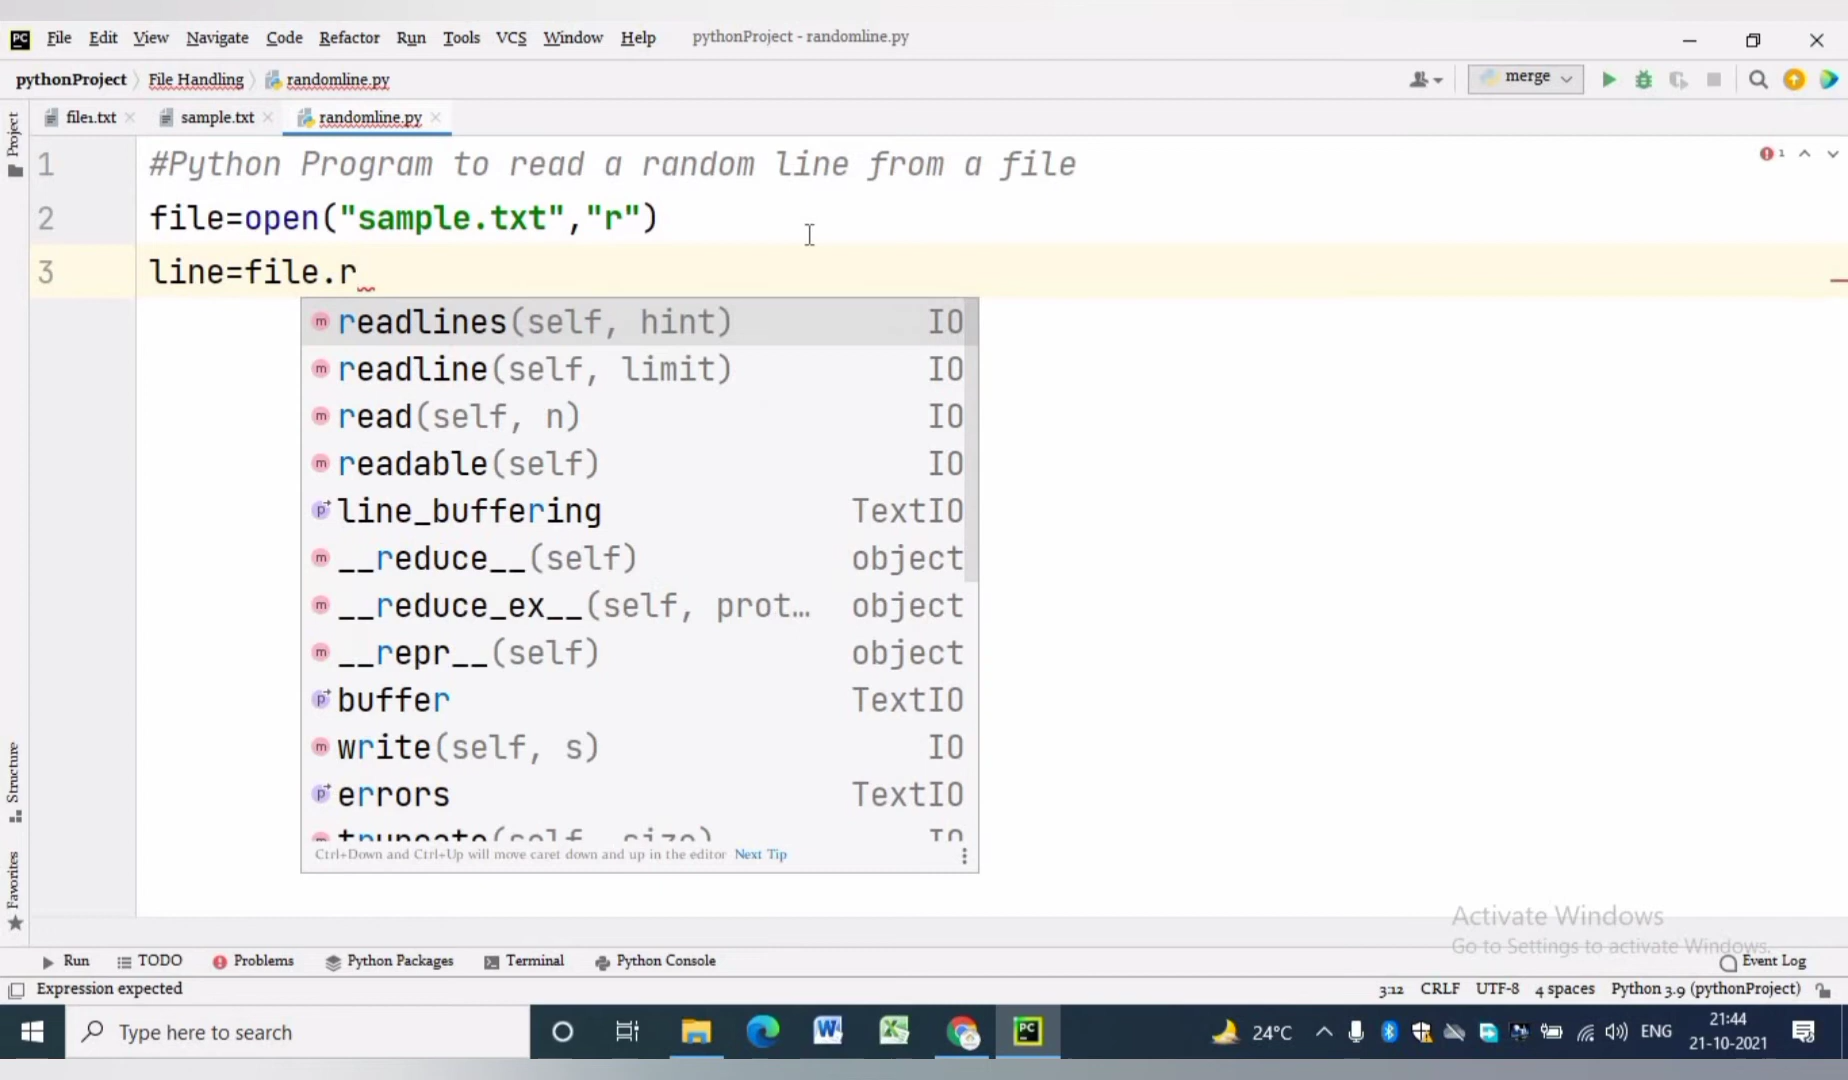 PC File Edit View Navigate Code Refactor Run Tools VCS Window Help pythonProject - randomline.py
pythonProject File Handling randomline.py merge
file1.txt sample.txt randomline.py
Project
1 #Python Program to read a random line from a file
1
2 file=open("sample.txt","r")
3 line=file.r
readlines(self, hint) IO
readline(self, limit) IO
read(self, n) IO
readable(self) IO
line_buffering TextIO
__reduce__(self) object
__reduce_ex__(self, prot… object
__repr__(self) object
buffer TextIO
write(self, s) IO
errors TextIO
truncate(self, size) IO
Ctrl+Down and Ctrl+Up will move caret down and up in the editor Next Tip
Structure
Favorites
Activate Windows
Go to Settings to activate Windows.
Run TODO Problems Python Packages Terminal Python Console Event Log
Expression expected 3:12 CRLF UTF-8 4 spaces Python 3.9 (pythonProject)
Type here to search 24°C ENG 21:44
21-10-2021